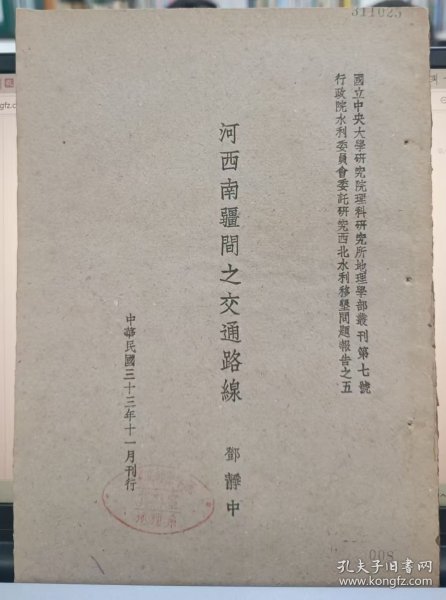 311025
國立中央大學研究院理科研究所地理學部叢刊第七號
行政院水利委員會委託研究西北水利移墾問題報告之五
河西南疆間之交通路線
鄧靜中
中華民國三十三年十一月刊行
008
孔夫子旧书网
www.kongfz.com